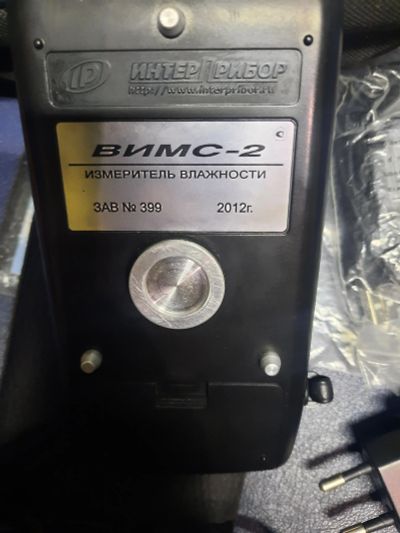 ИНТЕРПРИБОР
http://www.interpribor.ru
ВИМС-2
ИЗМЕРИТЕЛЬ ВЛАЖНОСТИ
ЗАВ № 399 2012г.